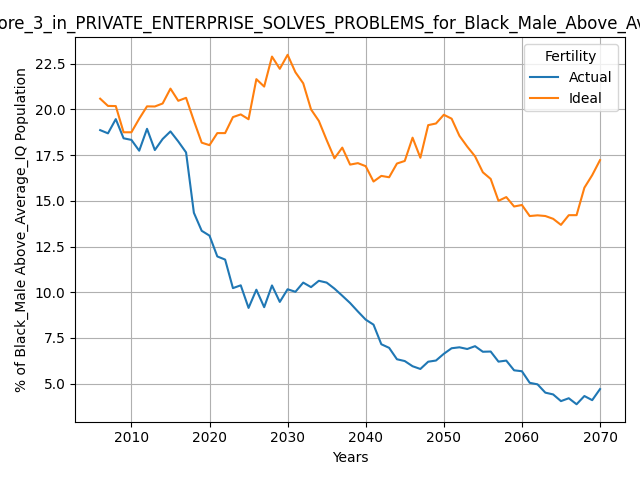 ore_3_in_PRIVATE_ENTERPRISE_SOLVES_PROBLEMS_for_Black_Male_Above_Av
% of Black_Male Above_Average_IQ Population
22.5
20.0
17.5
15.0
12.5
10.0
7.5
5.0
Fertility
Actual
Ideal
2010 2020 2030 2040 2050 2060 2070
Years